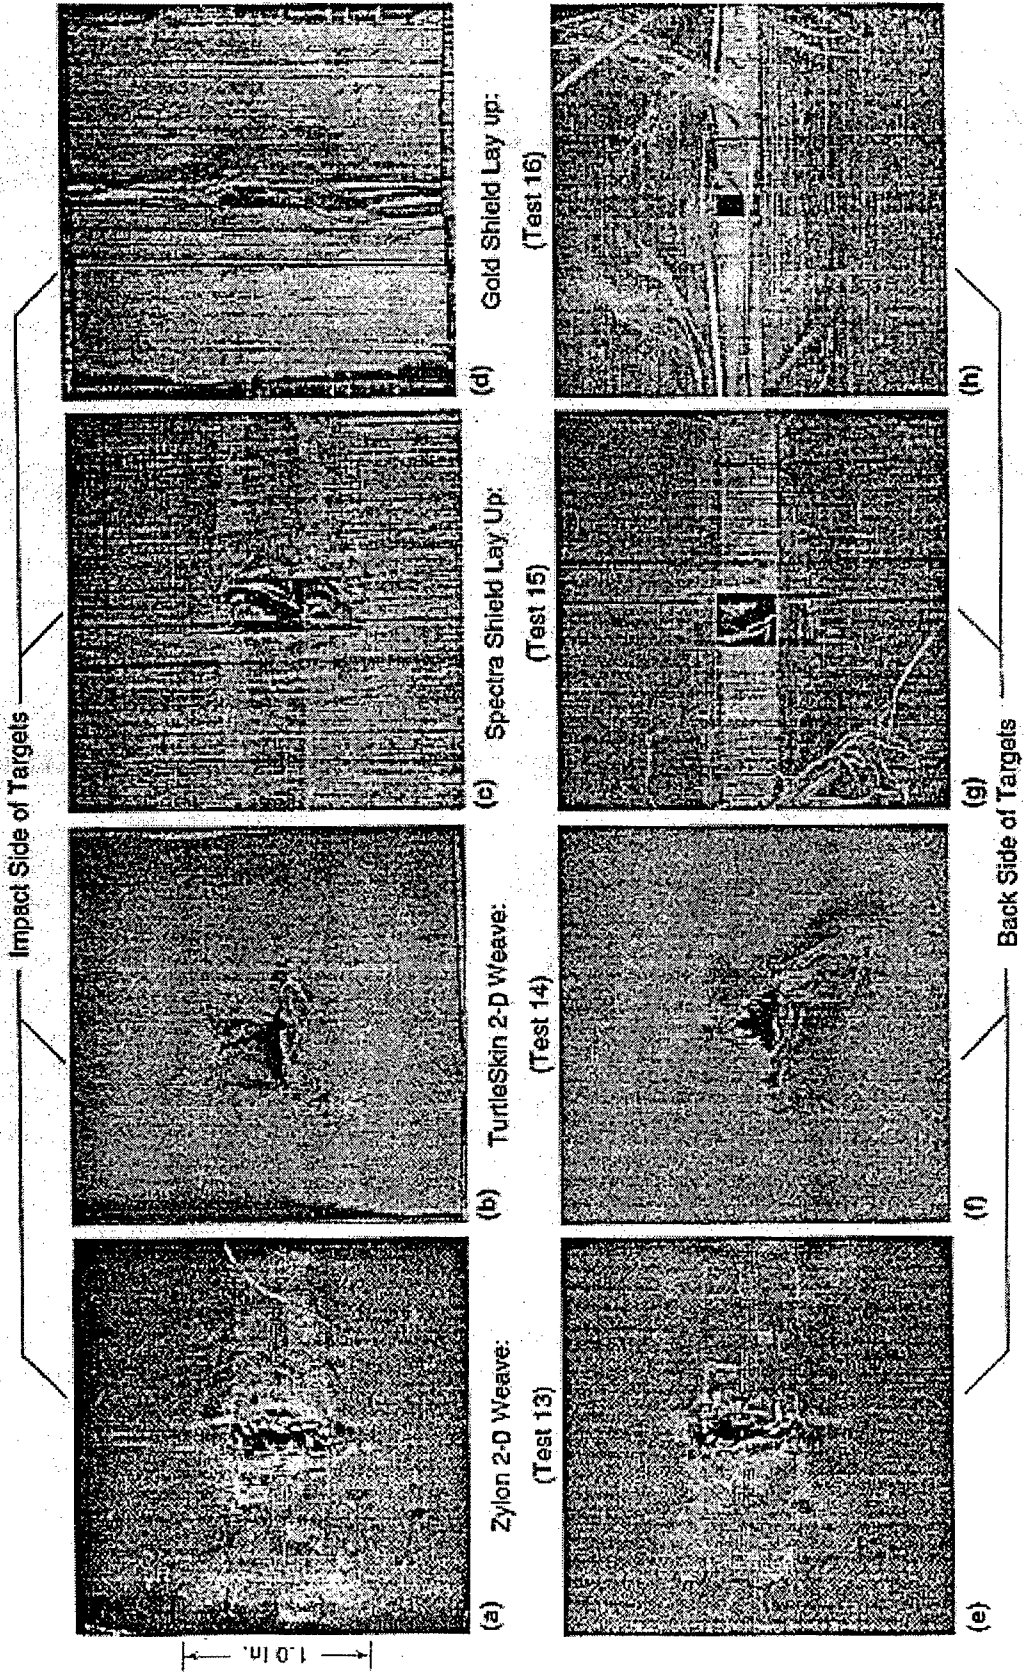 Impact Side of Targets
1.0 In.
(a)
(b)
(c)
(d)
Zylon 2-D Weave:
(Test 13)
TurtleSkin 2-D Weave:
(Test 14)
Spectra Shield Lay Up:
(Test 15)
Gold Shield Lay up:
(Test 16)
(e)
(f)
(g)
(h)
Back Side of Targets